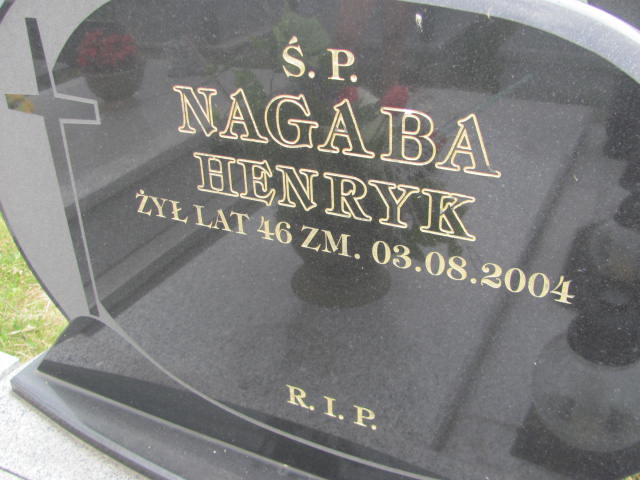 Ś. P.
NAGABA
HENRYK
ŻYŁ LAT 46 ZM. 03.08.2004
R. I. P.